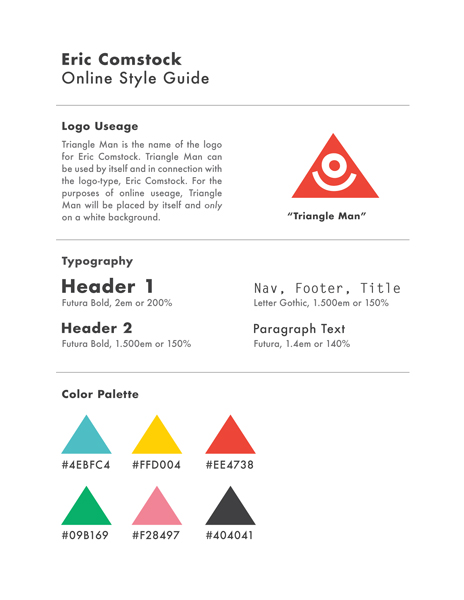 Eric Comstock
Online Style Guide
Logo Useage
Triangle Man is the name of the logo
for Eric Comstock. Triangle Man can
be used by itself and in connection with
the logo-type, Eric Comstock. For the
purposes of online useage, Triangle
Man will be placed by itself and only
on a white background.
“Triangle Man”
Typography
Header 1
Futura Bold, 2em or 200%
Nav, Footer, Title
Letter Gothic, 1.500em or 150%
Header 2
Futura Bold, 1.500em or 150%
Paragraph Text
Futura, 1.4em or 140%
Color Palette
#4EBFC4 #FFD004 #EE4738
#09B169 #F28497 #404041